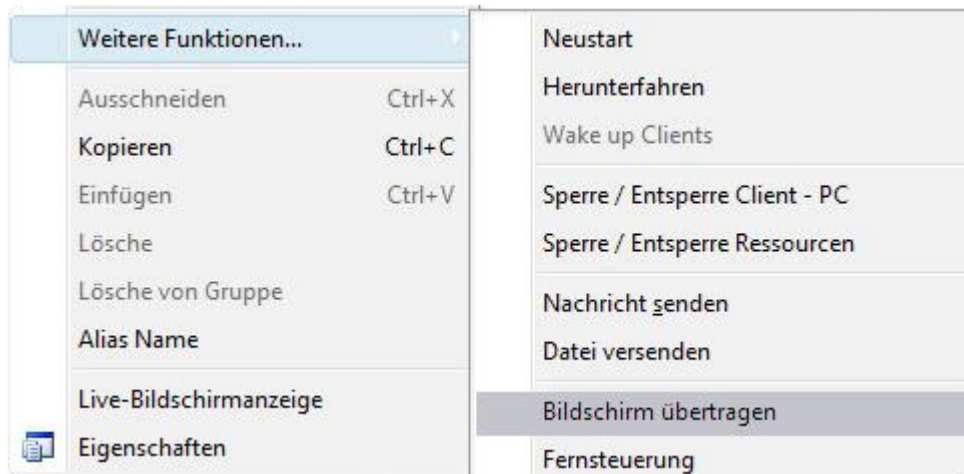 Weitere Funktionen...
Ausschneiden Ctrl+X
Kopieren Ctrl+C
Einfügen Ctrl+V
Lösche
Lösche von Gruppe
Alias Name
Live-Bildschirmanzeige
Eigenschaften
Neustart
Herunterfahren
Wake up Clients
Sperre / Entsperre Client - PC
Sperre / Entsperre Ressourcen
Nachricht senden
Datei versenden
Bildschirm übertragen
Fernsteuerung